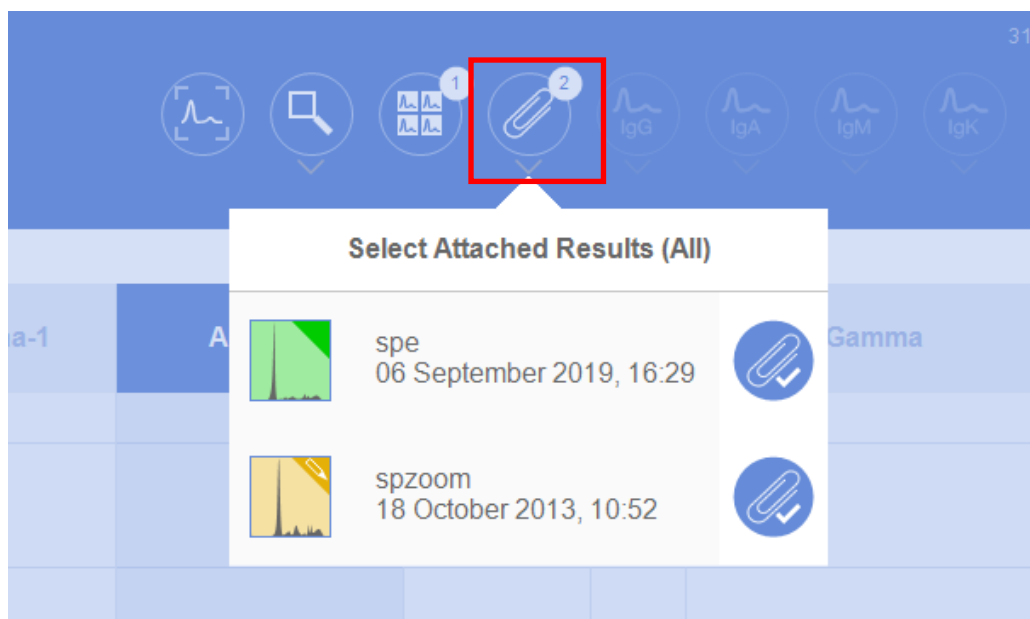 31
1
2
IgG
IgA
IgM
IgK
Select Attached Results (All)
a-1
A
Gamma
spe
06 September 2019, 16:29
spzoom
18 October 2013, 10:52